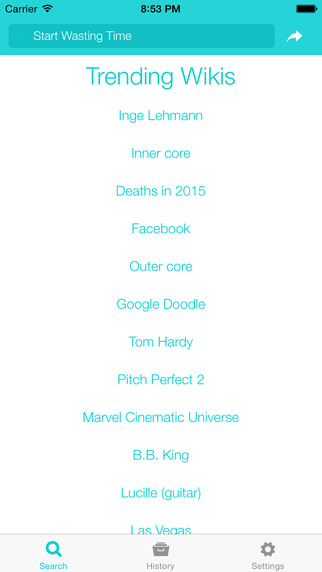 Carrier 8:53 PM
Start Wasting Time
Trending Wikis
Inge Lehmann
Inner core
Deaths in 2015
Facebook
Outer core
Google Doodle
Tom Hardy
Pitch Perfect 2
Marvel Cinematic Universe
B.B. King
Lucille (guitar)
Las Vegas
Search History Settings